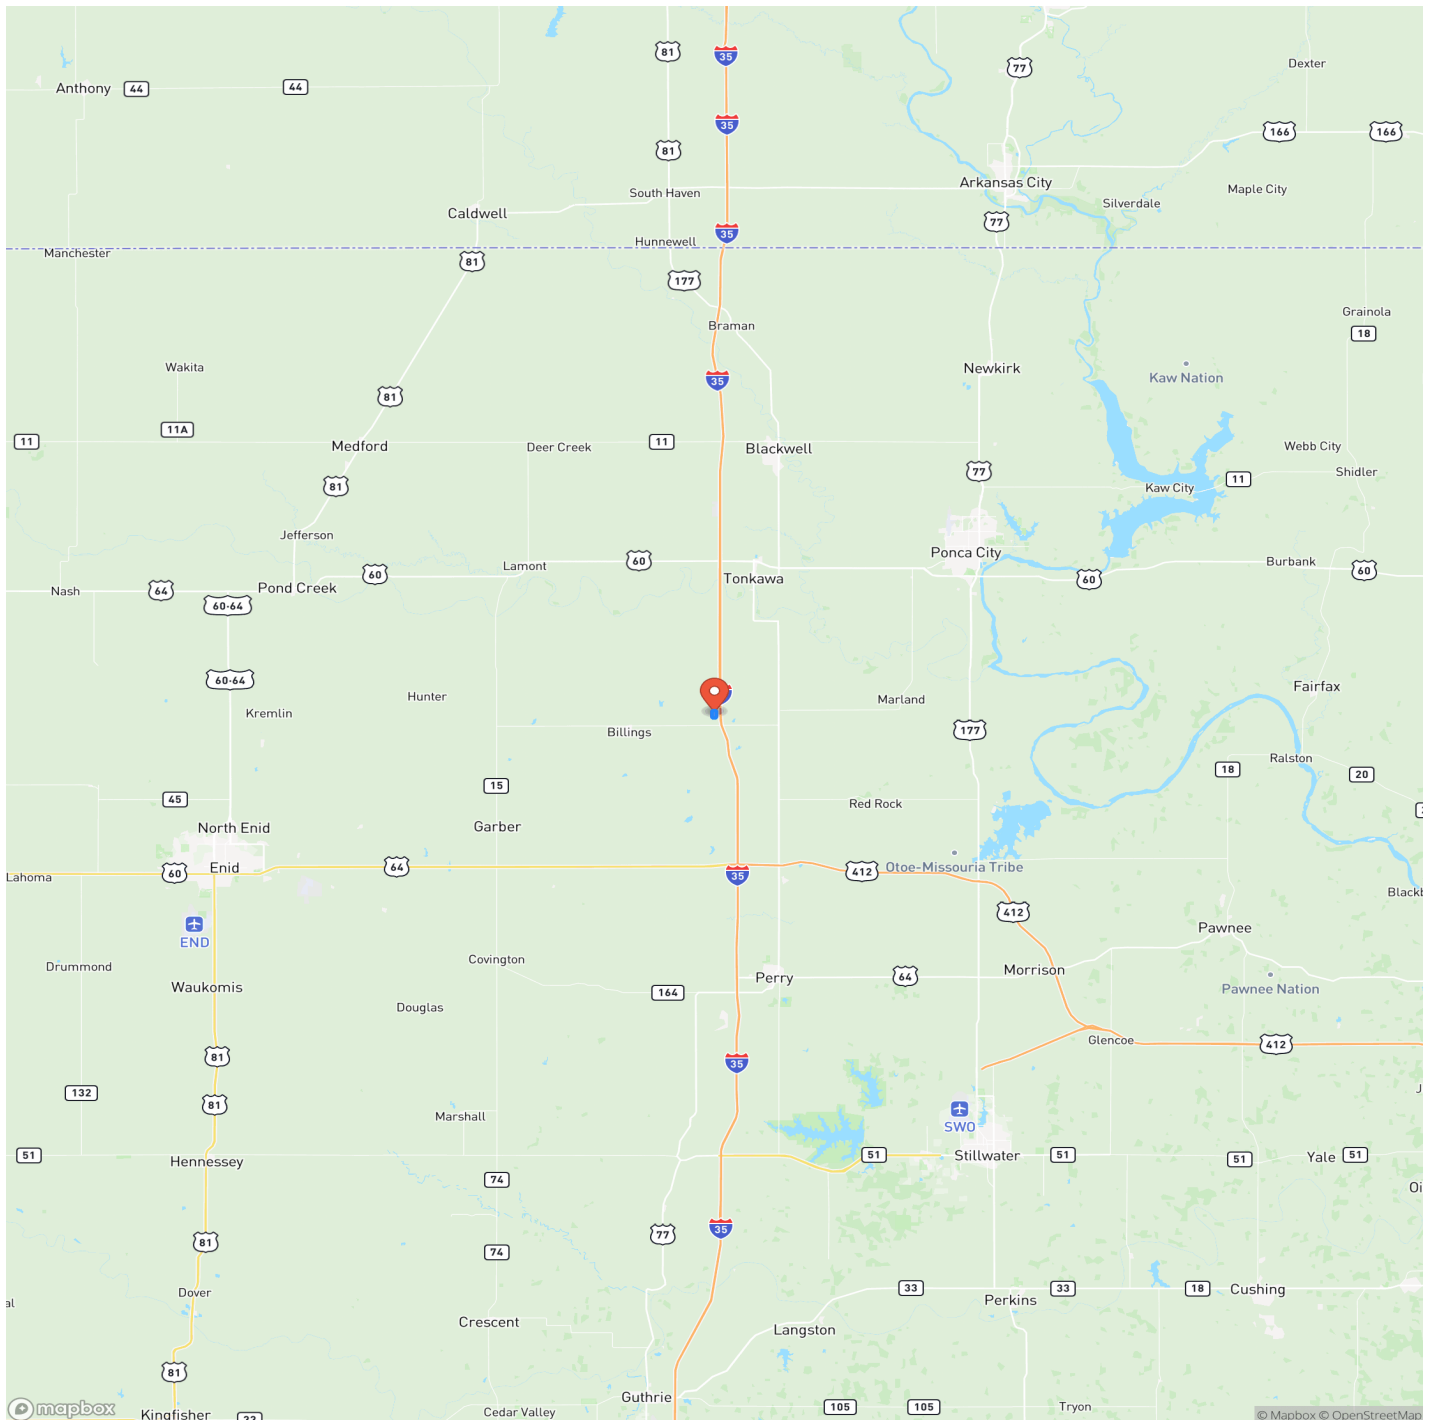 81
35
77
Dexter
Anthony
44
44
35
166
166
81
South Haven
Arkansas City
Maple City
Silverdale
Caldwell
77
35
Hunnewell
Manchester
81
177
Grainola
Braman
18
Wakita
Newkirk
Kaw Nation
35
81
11A
11
Medford
Deer Creek
11
Blackwell
Webb City
77
Shidler
11
81
Kaw City
Jefferson
Ponca City
Lamont
60
Burbank
60
60
Tonkawa
60
Nash
64
Pond Creek
60-64
60-64
Hunter
Marland
Fairfax
Kremlin
Billings
177
Ralston
18
20
15
45
Red Rock
North Enid
Garber
Enid
64
Otoe-Missouria Tribe
412
35
60
Lahoma
Blackb
412
END
Pawnee
Drummond
Covington
Perry
64
Morrison
Waukomis
164
Pawnee Nation
Douglas
Glencoe
412
81
35
132
81
Marshall
SWO
51
Hennessey
51
Stillwater
51
51
Yale
51
74
Oi
35
77
81
74
Dover
33
33
18
Cushing
al
Perkins
Crescent
Langston
81
Guthrie
mapbox
Kingfisher
Cedar Valley
105
105
Tryon
© Mapbox © OpenStreetMap